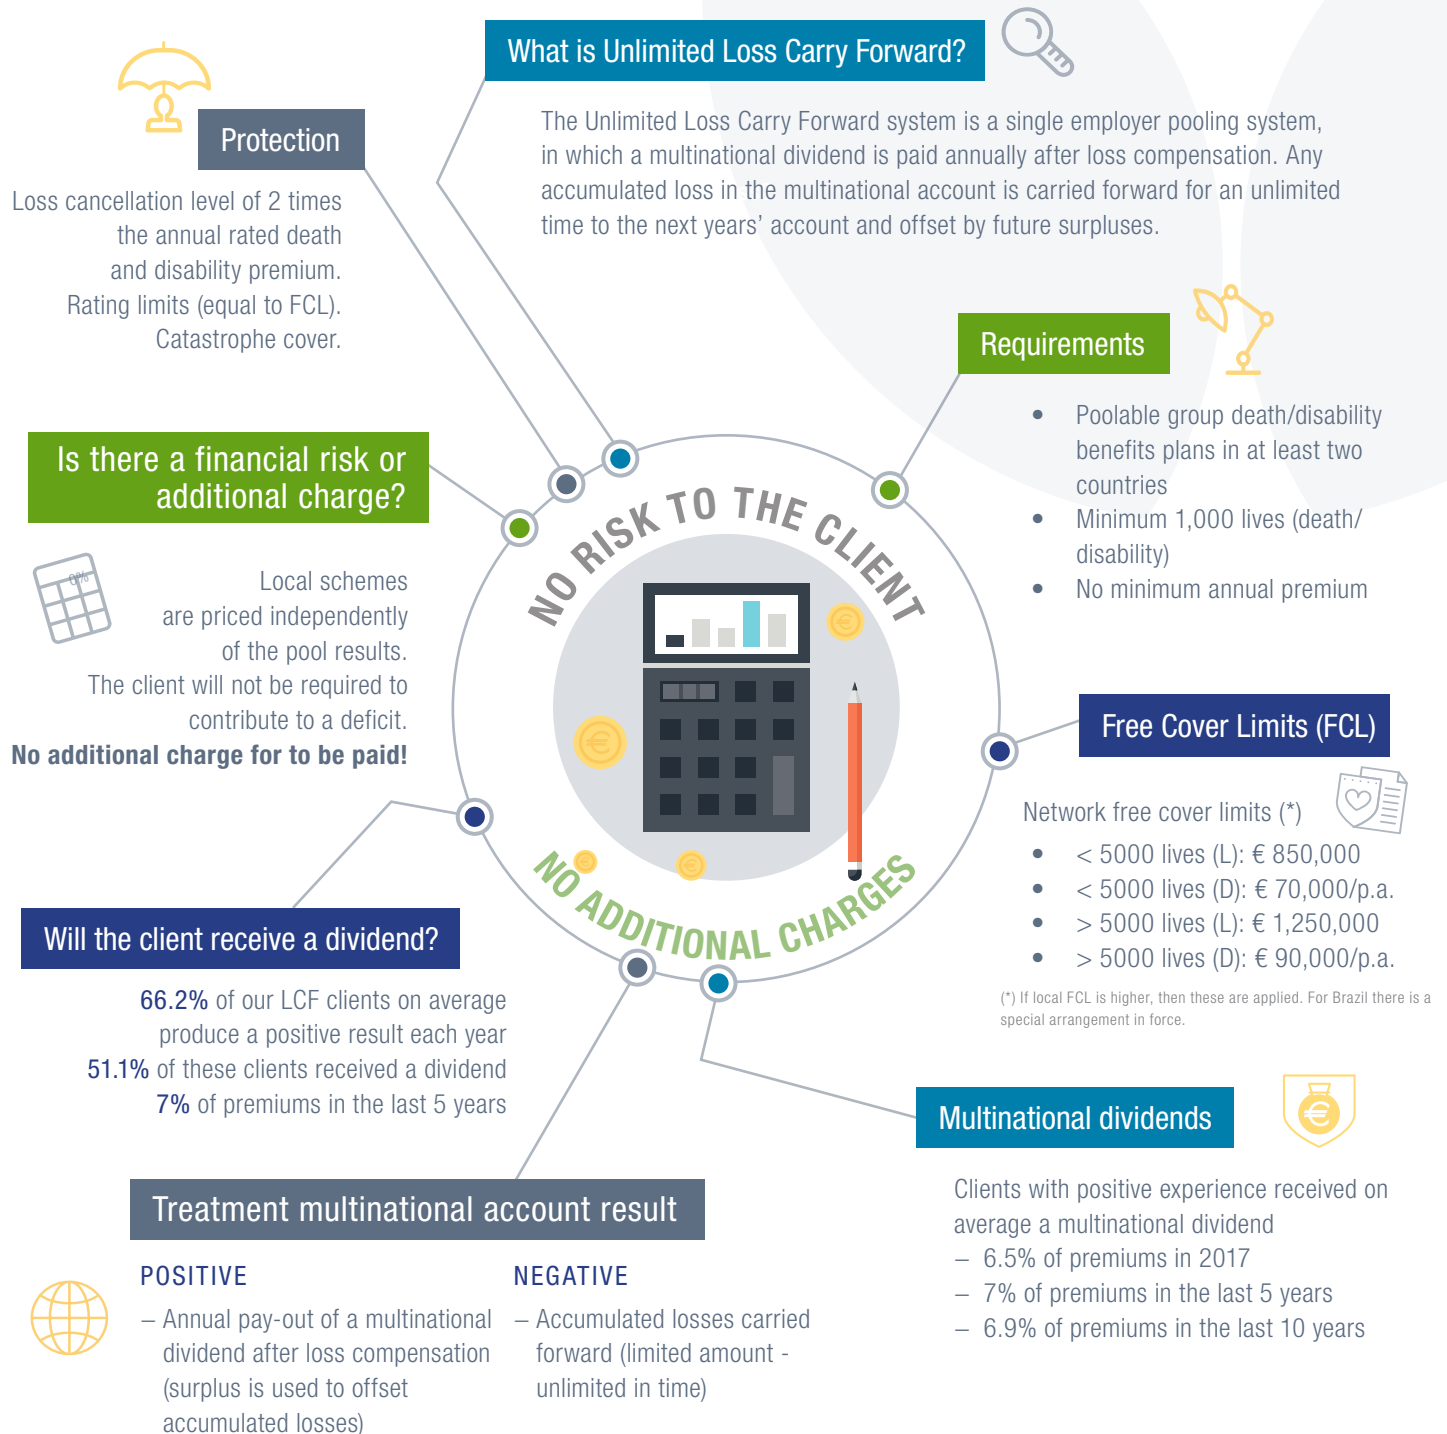 What is Unlimited Loss Carry Forward?
The Unlimited Loss Carry Forward system is a single employer pooling system,
in which a multinational dividend is paid annually after loss compensation. Any
accumulated loss in the multinational account is carried forward for an unlimited
time to the next years’ account and offset by future surpluses.
Protection
Loss cancellation level of 2 times
the annual rated death
and disability premium.
Rating limits (equal to FCL).
Catastrophe cover.
Requirements
• Poolable group death/disability
benefits plans in at least two
countries
• Minimum 1,000 lives (death/
disability)
• No minimum annual premium
Is there a financial risk or
additional charge?
0%
Local schemes
are priced independently
of the pool results.
The client will not be required to
contribute to a deficit.
No additional charge for to be paid!
NO RISK TO THE CLIENT
€
€
€
€
NO ADDITIONAL CHARGES
Free Cover Limits (FCL)
Network free cover limits (*)
• < 5000 lives (L): € 850,000
• < 5000 lives (D): € 70,000/p.a.
• > 5000 lives (L): € 1,250,000
• > 5000 lives (D): € 90,000/p.a.
(*) If local FCL is higher, then these are applied. For Brazil there is a
special arrangement in force.
Will the client receive a dividend?
66.2% of our LCF clients on average
produce a positive result each year
51.1% of these clients received a dividend
7% of premiums in the last 5 years
Multinational dividends
€
Clients with positive experience received on
average a multinational dividend
– 6.5% of premiums in 2017
– 7% of premiums in the last 5 years
– 6.9% of premiums in the last 10 years
Treatment multinational account result
POSITIVE
– Annual pay-out of a multinational
dividend after loss compensation
(surplus is used to offset
accumulated losses)
NEGATIVE
– Accumulated losses carried
forward (limited amount -
unlimited in time)